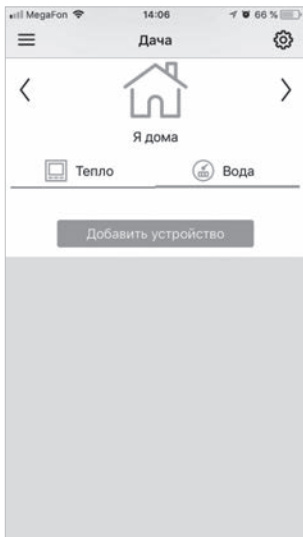 MegaFon 14:06 66 %
Дача
Я дома
Тепло Вода
Добавить устройство